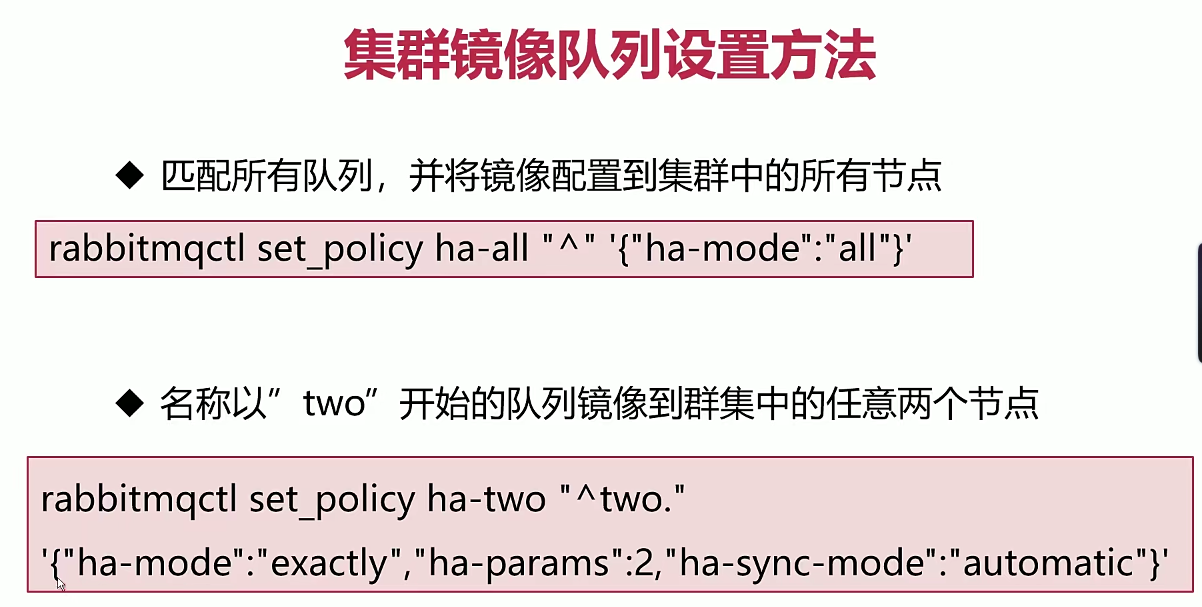 集群镜像队列设置方法
◆ 匹配所有队列，并将镜像配置到集群中的所有节点
rabbitmqctl set_policy ha-all "^" '{"ha-mode":"all"}'
◆ 名称以”two”开始的队列镜像到群集中的任意两个节点
rabbitmqctl set_policy ha-two "^two."
'{"ha-mode":"exactly","ha-params":2,"ha-sync-mode":"automatic"}'